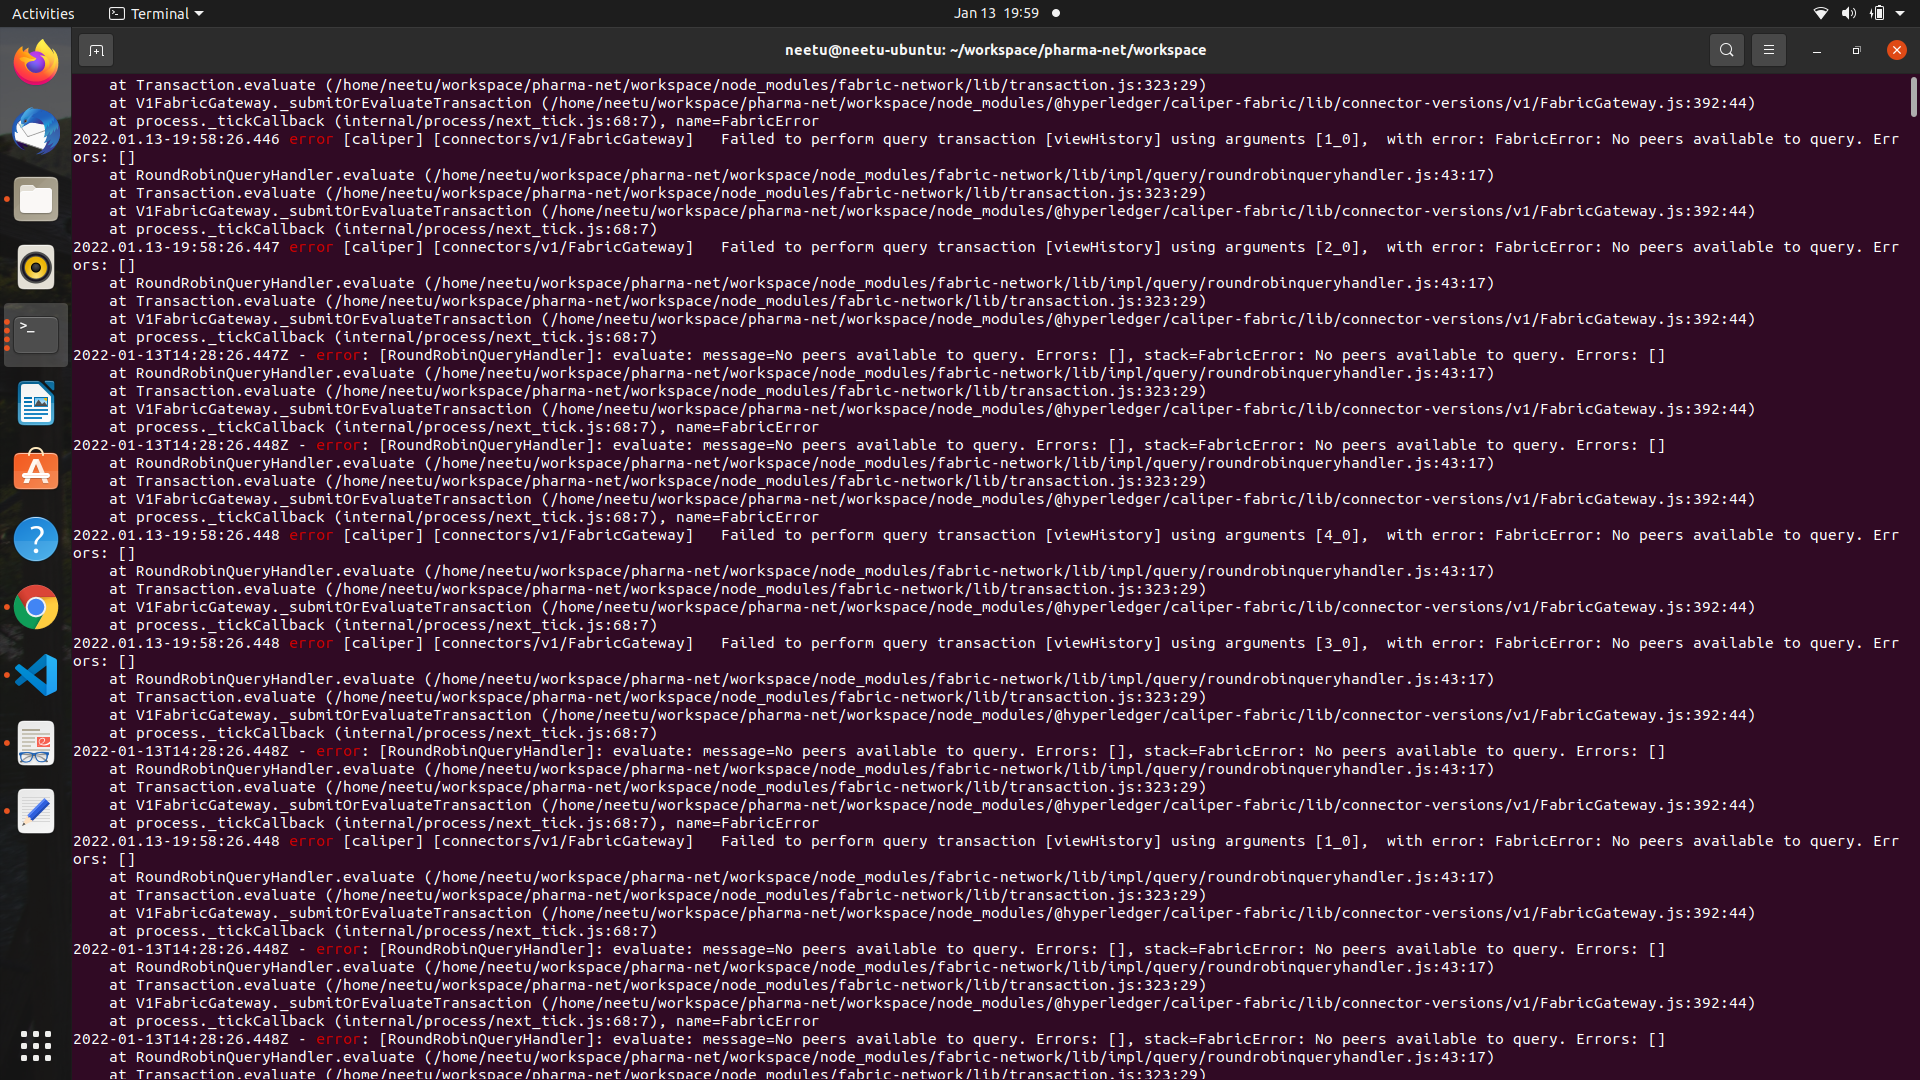 Activities
Terminal
Jan 13 19:59
neetu@neetu-ubuntu: ~/workspace/pharma-net/workspace
    at Transaction.evaluate (/home/neetu/workspace/pharma-net/workspace/node_modules/fabric-network/lib/transaction.js:323:29)
    at V1FabricGateway._submitOrEvaluateTransaction (/home/neetu/workspace/pharma-net/workspace/node_modules/@hyperledger/caliper-fabric/lib/connector-versions/v1/FabricGateway.js:392:44)
    at process._tickCallback (internal/process/next_tick.js:68:7), name=FabricError
2022.01.13-19:58:26.446 error [caliper] [connectors/v1/FabricGateway]   Failed to perform query transaction [viewHistory] using arguments [1_0],  with error: FabricError: No peers available to query. Err
ors: []
    at RoundRobinQueryHandler.evaluate (/home/neetu/workspace/pharma-net/workspace/node_modules/fabric-network/lib/impl/query/roundrobinqueryhandler.js:43:17)
    at Transaction.evaluate (/home/neetu/workspace/pharma-net/workspace/node_modules/fabric-network/lib/transaction.js:323:29)
    at V1FabricGateway._submitOrEvaluateTransaction (/home/neetu/workspace/pharma-net/workspace/node_modules/@hyperledger/caliper-fabric/lib/connector-versions/v1/FabricGateway.js:392:44)
    at process._tickCallback (internal/process/next_tick.js:68:7)
2022.01.13-19:58:26.447 error [caliper] [connectors/v1/FabricGateway]   Failed to perform query transaction [viewHistory] using arguments [2_0],  with error: FabricError: No peers available to query. Err
ors: []
    at RoundRobinQueryHandler.evaluate (/home/neetu/workspace/pharma-net/workspace/node_modules/fabric-network/lib/impl/query/roundrobinqueryhandler.js:43:17)
    at Transaction.evaluate (/home/neetu/workspace/pharma-net/workspace/node_modules/fabric-network/lib/transaction.js:323:29)
    at V1FabricGateway._submitOrEvaluateTransaction (/home/neetu/workspace/pharma-net/workspace/node_modules/@hyperledger/caliper-fabric/lib/connector-versions/v1/FabricGateway.js:392:44)
    at process._tickCallback (internal/process/next_tick.js:68:7)
2022-01-13T14:28:26.447Z - error: [RoundRobinQueryHandler]: evaluate: message=No peers available to query. Errors: [], stack=FabricError: No peers available to query. Errors: []
    at RoundRobinQueryHandler.evaluate (/home/neetu/workspace/pharma-net/workspace/node_modules/fabric-network/lib/impl/query/roundrobinqueryhandler.js:43:17)
    at Transaction.evaluate (/home/neetu/workspace/pharma-net/workspace/node_modules/fabric-network/lib/transaction.js:323:29)
    at V1FabricGateway._submitOrEvaluateTransaction (/home/neetu/workspace/pharma-net/workspace/node_modules/@hyperledger/caliper-fabric/lib/connector-versions/v1/FabricGateway.js:392:44)
    at process._tickCallback (internal/process/next_tick.js:68:7), name=FabricError
2022-01-13T14:28:26.448Z - error: [RoundRobinQueryHandler]: evaluate: message=No peers available to query. Errors: [], stack=FabricError: No peers available to query. Errors: []
    at RoundRobinQueryHandler.evaluate (/home/neetu/workspace/pharma-net/workspace/node_modules/fabric-network/lib/impl/query/roundrobinqueryhandler.js:43:17)
    at Transaction.evaluate (/home/neetu/workspace/pharma-net/workspace/node_modules/fabric-network/lib/transaction.js:323:29)
    at V1FabricGateway._submitOrEvaluateTransaction (/home/neetu/workspace/pharma-net/workspace/node_modules/@hyperledger/caliper-fabric/lib/connector-versions/v1/FabricGateway.js:392:44)
    at process._tickCallback (internal/process/next_tick.js:68:7), name=FabricError
2022.01.13-19:58:26.448 error [caliper] [connectors/v1/FabricGateway]   Failed to perform query transaction [viewHistory] using arguments [4_0],  with error: FabricError: No peers available to query. Err
ors: []
    at RoundRobinQueryHandler.evaluate (/home/neetu/workspace/pharma-net/workspace/node_modules/fabric-network/lib/impl/query/roundrobinqueryhandler.js:43:17)
    at Transaction.evaluate (/home/neetu/workspace/pharma-net/workspace/node_modules/fabric-network/lib/transaction.js:323:29)
    at V1FabricGateway._submitOrEvaluateTransaction (/home/neetu/workspace/pharma-net/workspace/node_modules/@hyperledger/caliper-fabric/lib/connector-versions/v1/FabricGateway.js:392:44)
    at process._tickCallback (internal/process/next_tick.js:68:7)
2022.01.13-19:58:26.448 error [caliper] [connectors/v1/FabricGateway]   Failed to perform query transaction [viewHistory] using arguments [3_0],  with error: FabricError: No peers available to query. Err
ors: []
    at RoundRobinQueryHandler.evaluate (/home/neetu/workspace/pharma-net/workspace/node_modules/fabric-network/lib/impl/query/roundrobinqueryhandler.js:43:17)
    at Transaction.evaluate (/home/neetu/workspace/pharma-net/workspace/node_modules/fabric-network/lib/transaction.js:323:29)
    at V1FabricGateway._submitOrEvaluateTransaction (/home/neetu/workspace/pharma-net/workspace/node_modules/@hyperledger/caliper-fabric/lib/connector-versions/v1/FabricGateway.js:392:44)
    at process._tickCallback (internal/process/next_tick.js:68:7)
2022-01-13T14:28:26.448Z - error: [RoundRobinQueryHandler]: evaluate: message=No peers available to query. Errors: [], stack=FabricError: No peers available to query. Errors: []
    at RoundRobinQueryHandler.evaluate (/home/neetu/workspace/pharma-net/workspace/node_modules/fabric-network/lib/impl/query/roundrobinqueryhandler.js:43:17)
    at Transaction.evaluate (/home/neetu/workspace/pharma-net/workspace/node_modules/fabric-network/lib/transaction.js:323:29)
    at V1FabricGateway._submitOrEvaluateTransaction (/home/neetu/workspace/pharma-net/workspace/node_modules/@hyperledger/caliper-fabric/lib/connector-versions/v1/FabricGateway.js:392:44)
    at process._tickCallback (internal/process/next_tick.js:68:7), name=FabricError
2022.01.13-19:58:26.448 error [caliper] [connectors/v1/FabricGateway]   Failed to perform query transaction [viewHistory] using arguments [1_0],  with error: FabricError: No peers available to query. Err
ors: []
    at RoundRobinQueryHandler.evaluate (/home/neetu/workspace/pharma-net/workspace/node_modules/fabric-network/lib/impl/query/roundrobinqueryhandler.js:43:17)
    at Transaction.evaluate (/home/neetu/workspace/pharma-net/workspace/node_modules/fabric-network/lib/transaction.js:323:29)
    at V1FabricGateway._submitOrEvaluateTransaction (/home/neetu/workspace/pharma-net/workspace/node_modules/@hyperledger/caliper-fabric/lib/connector-versions/v1/FabricGateway.js:392:44)
    at process._tickCallback (internal/process/next_tick.js:68:7)
2022-01-13T14:28:26.448Z - error: [RoundRobinQueryHandler]: evaluate: message=No peers available to query. Errors: [], stack=FabricError: No peers available to query. Errors: []
    at RoundRobinQueryHandler.evaluate (/home/neetu/workspace/pharma-net/workspace/node_modules/fabric-network/lib/impl/query/roundrobinqueryhandler.js:43:17)
    at Transaction.evaluate (/home/neetu/workspace/pharma-net/workspace/node_modules/fabric-network/lib/transaction.js:323:29)
    at V1FabricGateway._submitOrEvaluateTransaction (/home/neetu/workspace/pharma-net/workspace/node_modules/@hyperledger/caliper-fabric/lib/connector-versions/v1/FabricGateway.js:392:44)
    at process._tickCallback (internal/process/next_tick.js:68:7), name=FabricError
2022-01-13T14:28:26.448Z - error: [RoundRobinQueryHandler]: evaluate: message=No peers available to query. Errors: [], stack=FabricError: No peers available to query. Errors: []
    at RoundRobinQueryHandler.evaluate (/home/neetu/workspace/pharma-net/workspace/node_modules/fabric-network/lib/impl/query/roundrobinqueryhandler.js:43:17)
    at Transaction.evaluate (/home/neetu/workspace/pharma-net/workspace/node_modules/fabric-network/lib/transaction.js:323:29)